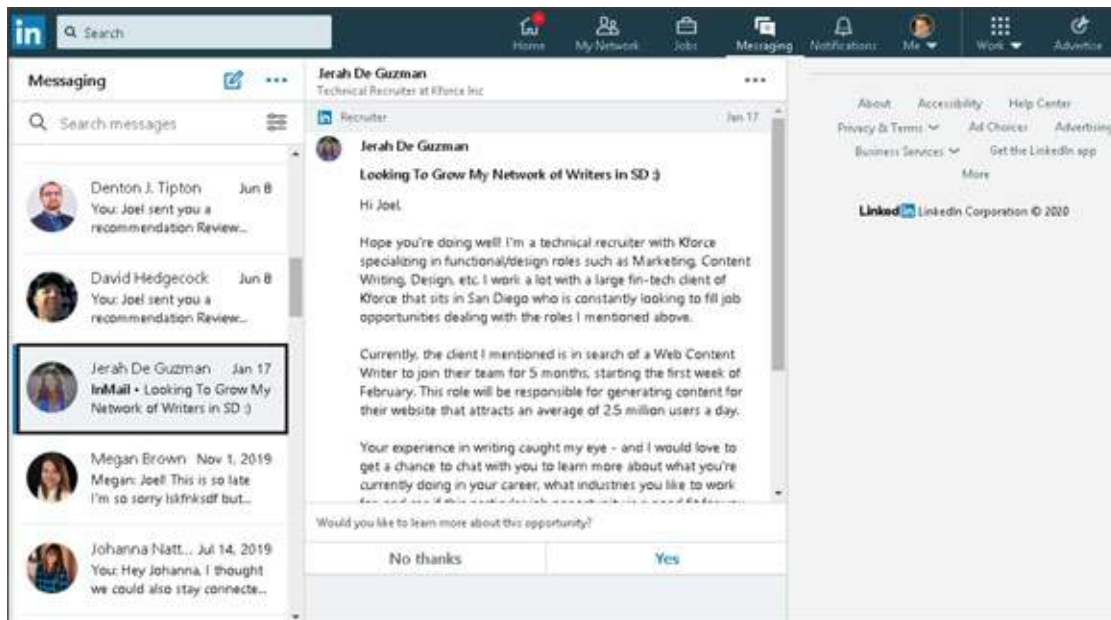 in Search
Home My Network Jobs Messaging Notifications Me Work Advertise
Messaging
Search messages
Denton J. Tipton Jun 8
You: Joel sent you a
recommendation Review...
David Hedgecock Jun 8
You: Joel sent you a
recommendation Review...
Jerah De Guzman Jan 17
InMail • Looking To Grow My
Network of Writers in SD :)
Megan Brown Nov 1, 2019
Megan: Joel! This is so late
I'm so sorry lskfnksdf but...
Johanna Natt... Jul 14, 2019
You: Hey Johanna, I thought
we could also stay connecte...
Jerah De Guzman
Technical Recruiter at Kforce Inc
in Recruiter Jan 17
Jerah De Guzman
Looking To Grow My Network of Writers in SD :)
Hi Joel,
Hope you're doing well! I'm a technical recruiter with Kforce
specializing in functional/design roles such as Marketing, Content
Writing, Design, etc. I work a lot with a large fin-tech client of
Kforce that sits in San Diego who is constantly looking to fill job
opportunities dealing with the roles I mentioned above.
Currently, the client I mentioned is in search of a Web Content
Writer to join their team for 5 months, starting the first week of
February. This role will be responsible for generating content for
their website that attracts an average of 2.5 million users a day.
Your experience in writing caught my eye - and I would love to
get a chance to chat with you to learn more about what you're
currently doing in your career, what industries you like to work
Would you like to learn more about this opportunity?
No thanks Yes
About Accessibility Help Center
Privacy & Terms Ad Choices Advertising
Business Services Get the LinkedIn app
More
Linked in LinkedIn Corporation © 2020